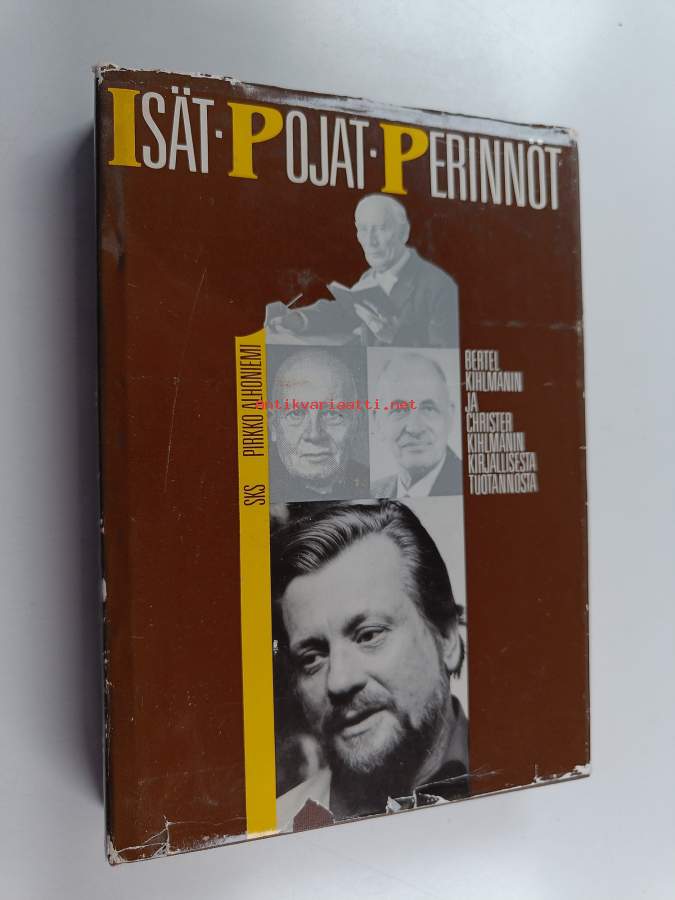 ISÄT·POJAT·PERINNÖT
BERTEL
KIHLMANIN
JA
CHRISTER
KIHLMANIN
KIRJALLISESTA
TUOTANNOSTA
SKS PIRKKO ALHONIEMI
antikvariaatti.net